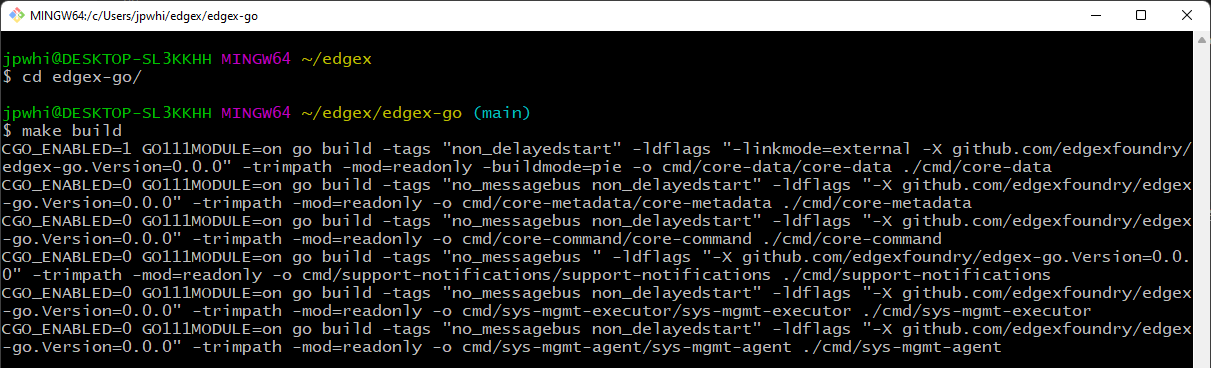 MINGW64:/c/Users/jpwhi/edgex/edgex-go
jpwhi@DESKTOP-SL3KKHH MINGW64 ~/edgex
$ cd edgex-go/
jpwhi@DESKTOP-SL3KKHH MINGW64 ~/edgex/edgex-go (main)
$ make build
CGO_ENABLED=1 GO111MODULE=on go build -tags "non_delayedstart" -ldflags "-linkmode=external -X github.com/edgexfoundry/
edgex-go.Version=0.0.0" -trimpath -mod=readonly -buildmode=pie -o cmd/core-data/core-data ./cmd/core-data
CGO_ENABLED=0 GO111MODULE=on go build -tags "no_messagebus non_delayedstart" -ldflags "-X github.com/edgexfoundry/edgex
-go.Version=0.0.0" -trimpath -mod=readonly -o cmd/core-metadata/core-metadata ./cmd/core-metadata
CGO_ENABLED=0 GO111MODULE=on go build -tags "no_messagebus non_delayedstart" -ldflags "-X github.com/edgexfoundry/edgex
-go.Version=0.0.0" -trimpath -mod=readonly -o cmd/core-command/core-command ./cmd/core-command
CGO_ENABLED=0 GO111MODULE=on go build -tags "no_messagebus " -ldflags "-X github.com/edgexfoundry/edgex-go.Version=0.0.
0" -trimpath -mod=readonly -o cmd/support-notifications/support-notifications ./cmd/support-notifications
CGO_ENABLED=0 GO111MODULE=on go build -tags "no_messagebus non_delayedstart" -ldflags "-X github.com/edgexfoundry/edgex
-go.Version=0.0.0" -trimpath -mod=readonly -o cmd/sys-mgmt-executor/sys-mgmt-executor ./cmd/sys-mgmt-executor
CGO_ENABLED=0 GO111MODULE=on go build -tags "no_messagebus non_delayedstart" -ldflags "-X github.com/edgexfoundry/edgex
-go.Version=0.0.0" -trimpath -mod=readonly -o cmd/sys-mgmt-agent/sys-mgmt-agent ./cmd/sys-mgmt-agent